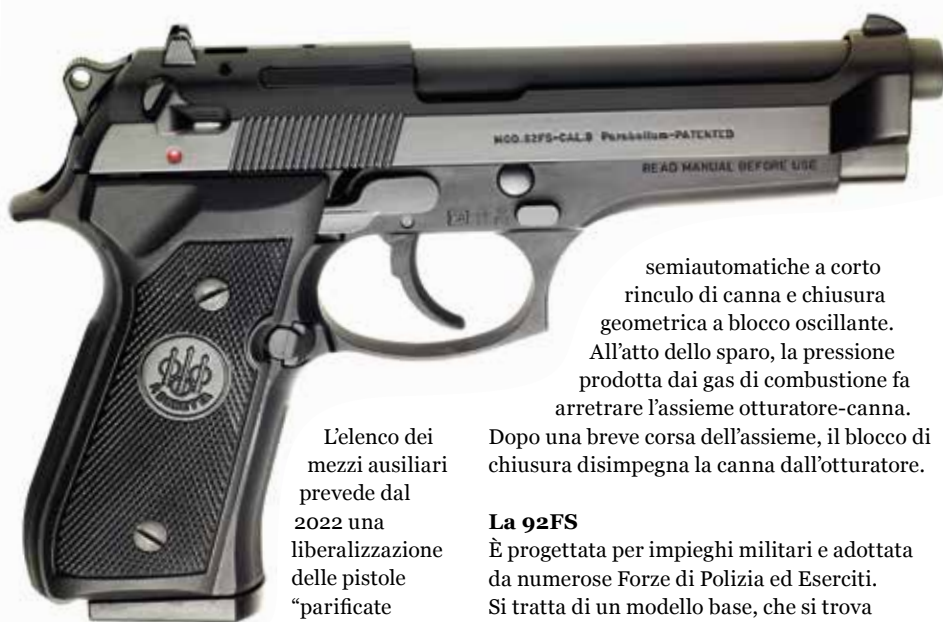 MOD.92FS-CAL.9 Parabellum-PATENTED
READ MANUAL BEFORE USE
L’elenco dei
mezzi ausiliari
prevede dal
2022 una
liberalizzazione
delle pistole
“parificate
semiautomatiche a corto
rinculo di canna e chiusura
geometrica a blocco oscillante.
All’atto dello sparo, la pressione
prodotta dai gas di combustione fa
arretrare l’assieme otturatore-canna.
Dopo una breve corsa dell’assieme, il blocco di
chiusura disimpegna la canna dall’otturatore.
La 92FS
È progettata per impieghi militari e adottata
da numerose Forze di Polizia ed Eserciti.
Si tratta di un modello base, che si trova